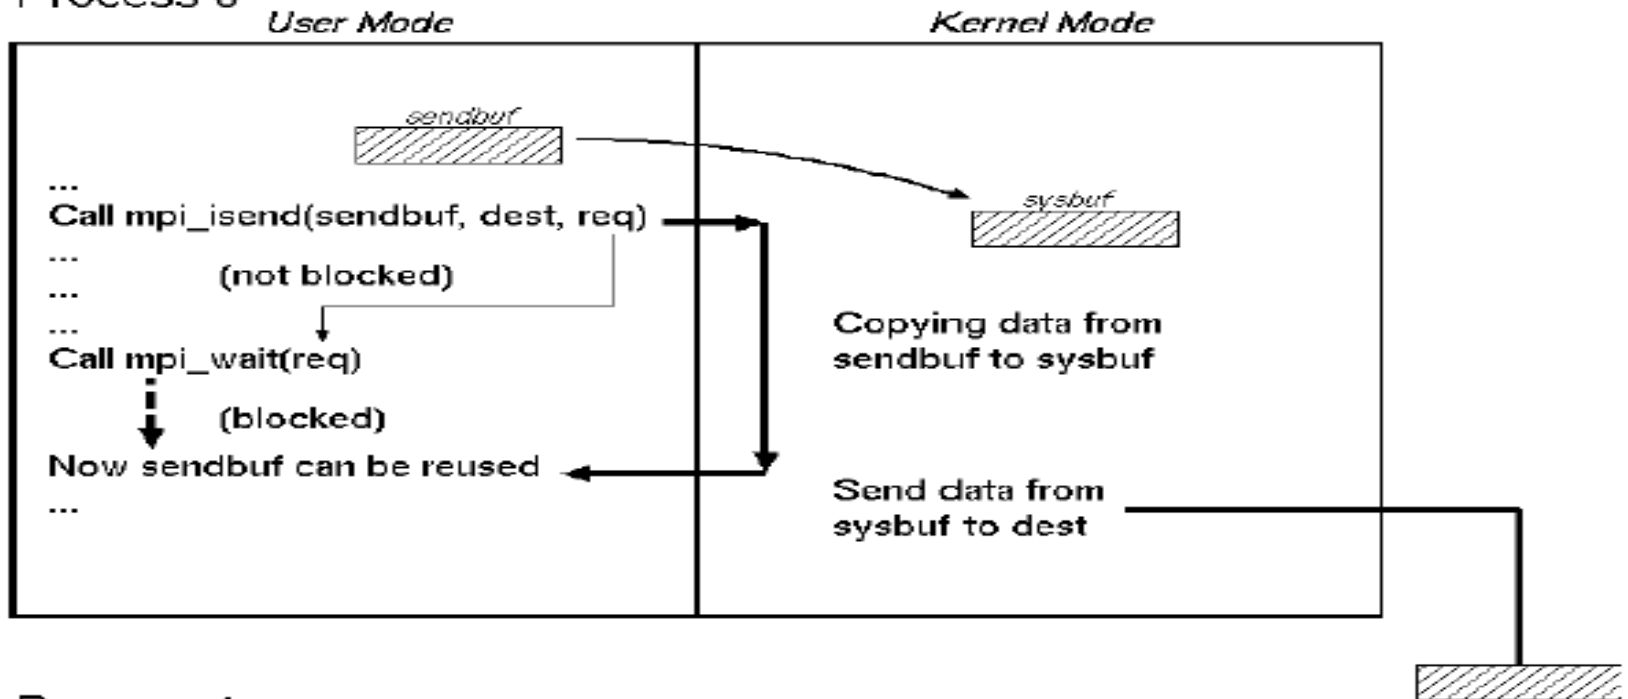 User Mode
Kernel Mode
sendbuf
sysbuf
...
Call mpi_isend(sendbuf, dest, req)
...
(not blocked)
...
...
Call mpi_wait(req)
(blocked)
Now sendbuf can be reused
...
Copying data from
sendbuf to sysbuf
Send data from
sysbuf to dest